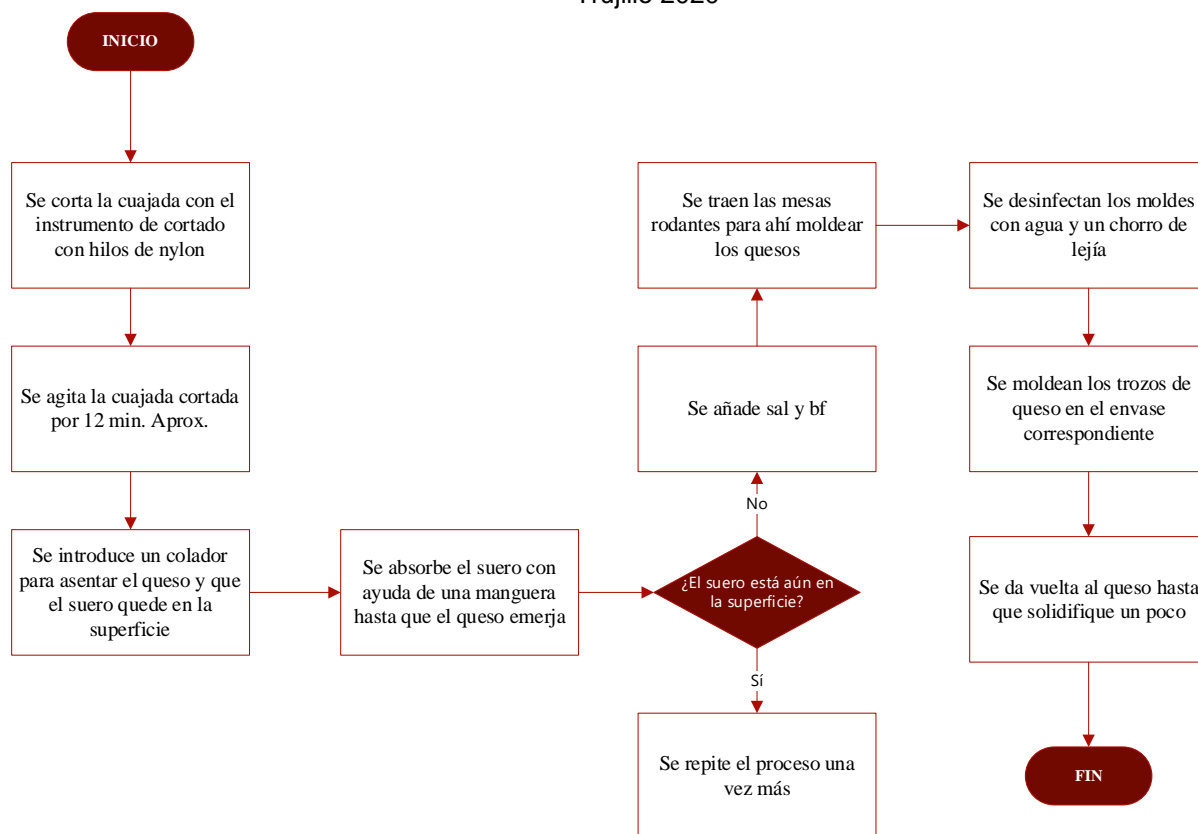 Trujillo 2020
INICIO
Se corta la cuajada con el
instrumento de cortado
con hilos de nylon
Se agita la cuajada cortada
por 12 min. Aprox.
Se introduce un colador
para asentar el queso y que
el suero quede en la
superficie
Se absorbe el suero con
ayuda de una manguera
hasta que el queso emerja
¿El suero está aún en
la superficie?
Sí
Se repite el proceso una
vez más
No
Se añade sal y bf
Se traen las mesas
rodantes para ahí moldear
los quesos
Se desinfectan los moldes
con agua y un chorro de
lejía
Se moldean los trozos de
queso en el envase
correspondiente
Se da vuelta al queso hasta
que solidifique un poco
FIN